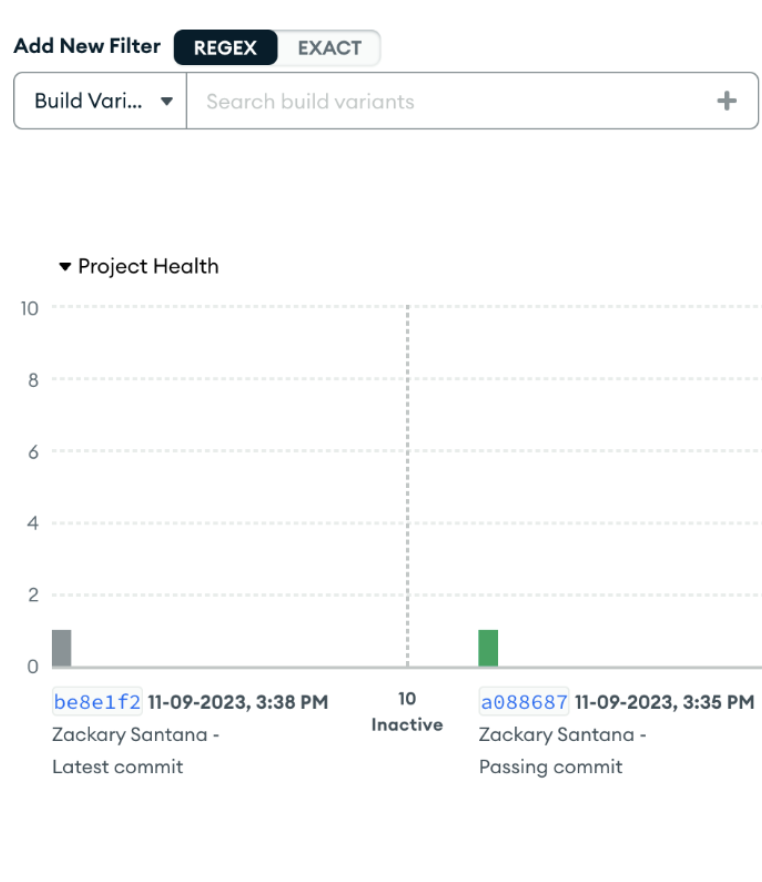 Add New Filter REGEX EXACT
Build Vari... Search build variants
Project Health
10
8
6
4
2
0
be8e1f2 11-09-2023, 3:38 PM
Zackary Santana -
Latest commit
10
Inactive
a088687 11-09-2023, 3:35 PM
Zackary Santana -
Passing commit